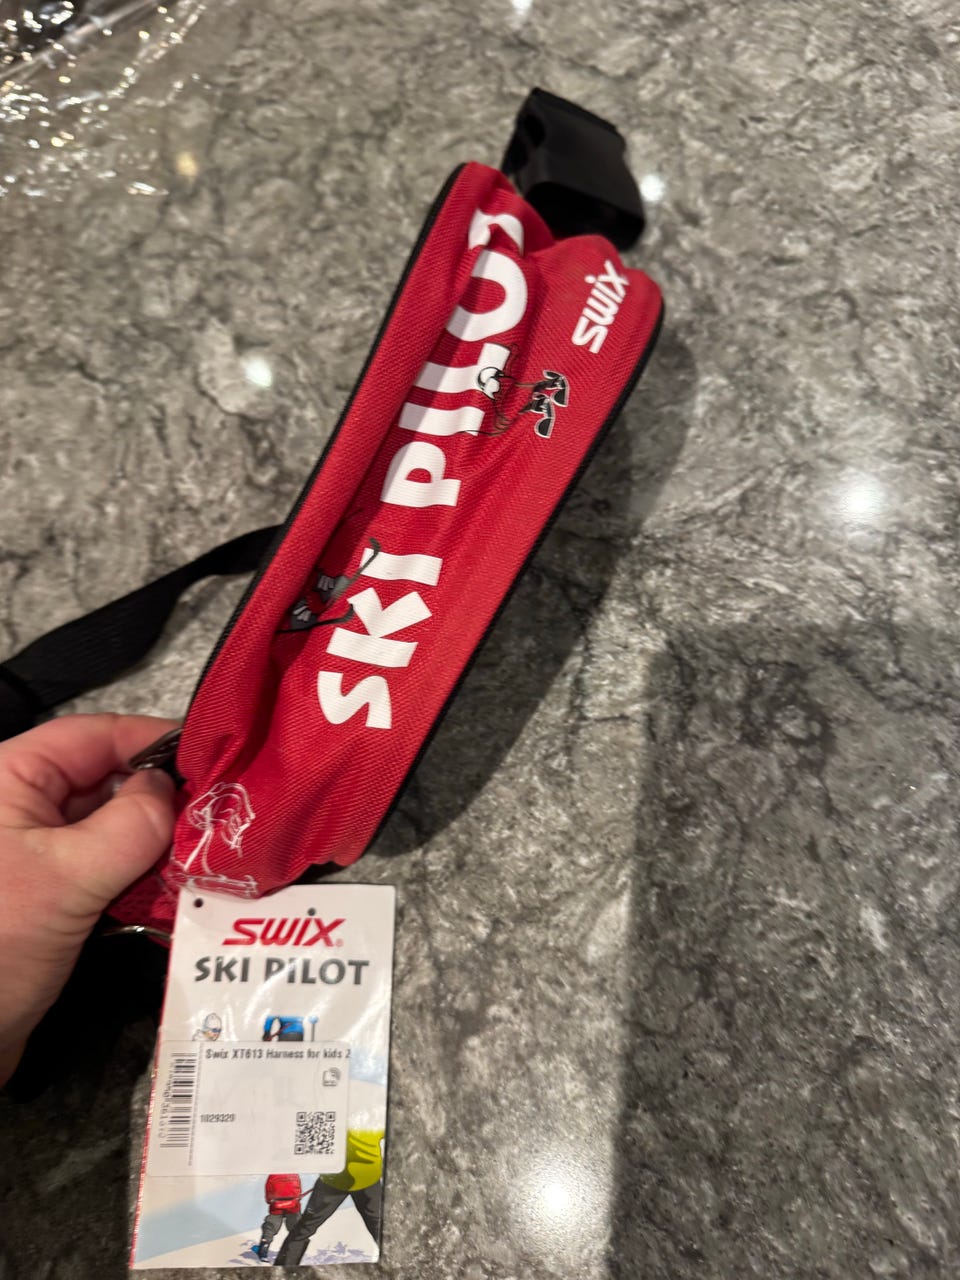 SKI PILOT
swix
SWIX
SKI PILOT
Swix XT613 Harness for kids 2
1029329